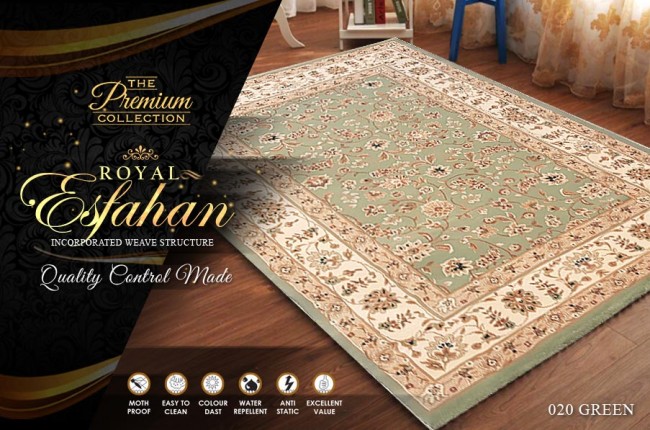 THE
Premium
COLLECTION
ROYAL
Esfahan
INCORPORATED WEAVE STRUCTURE
Quality Control Made
MOTH PROOF
EASY TO CLEAN
COLOUR DAST
WATER REPELLENT
ANTI STATIC
EXCELLENT VALUE
020 GREEN